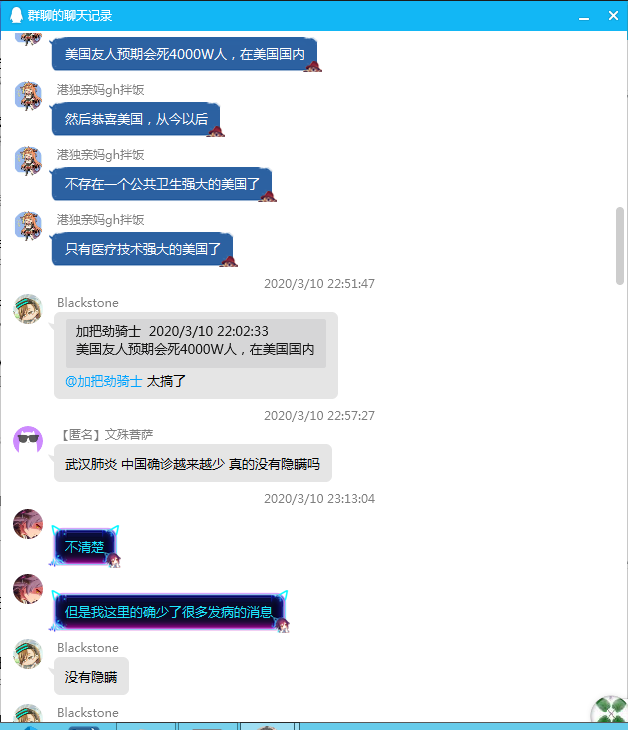 群聊的聊天记录
美国友人预期会死4000W人，在美国国内
港独亲妈gh拌饭
然后恭喜美国，从今以后
港独亲妈gh拌饭
不存在一个公共卫生强大的美国了
港独亲妈gh拌饭
只有医疗技术强大的美国了
2020/3/10 22:51:47
Blackstone
加把劲骑士 2020/3/10 22:02:33
美国友人预期会死4000W人，在美国国内
@加把劲骑士 太搞了
2020/3/10 22:57:27
【匿名】文殊菩萨
武汉肺炎 中国确诊越来越少 真的没有隐瞒吗
2020/3/10 23:13:04
不清楚
但是我这里的确少了很多发病的消息
Blackstone
没有隐瞒
Blackstone